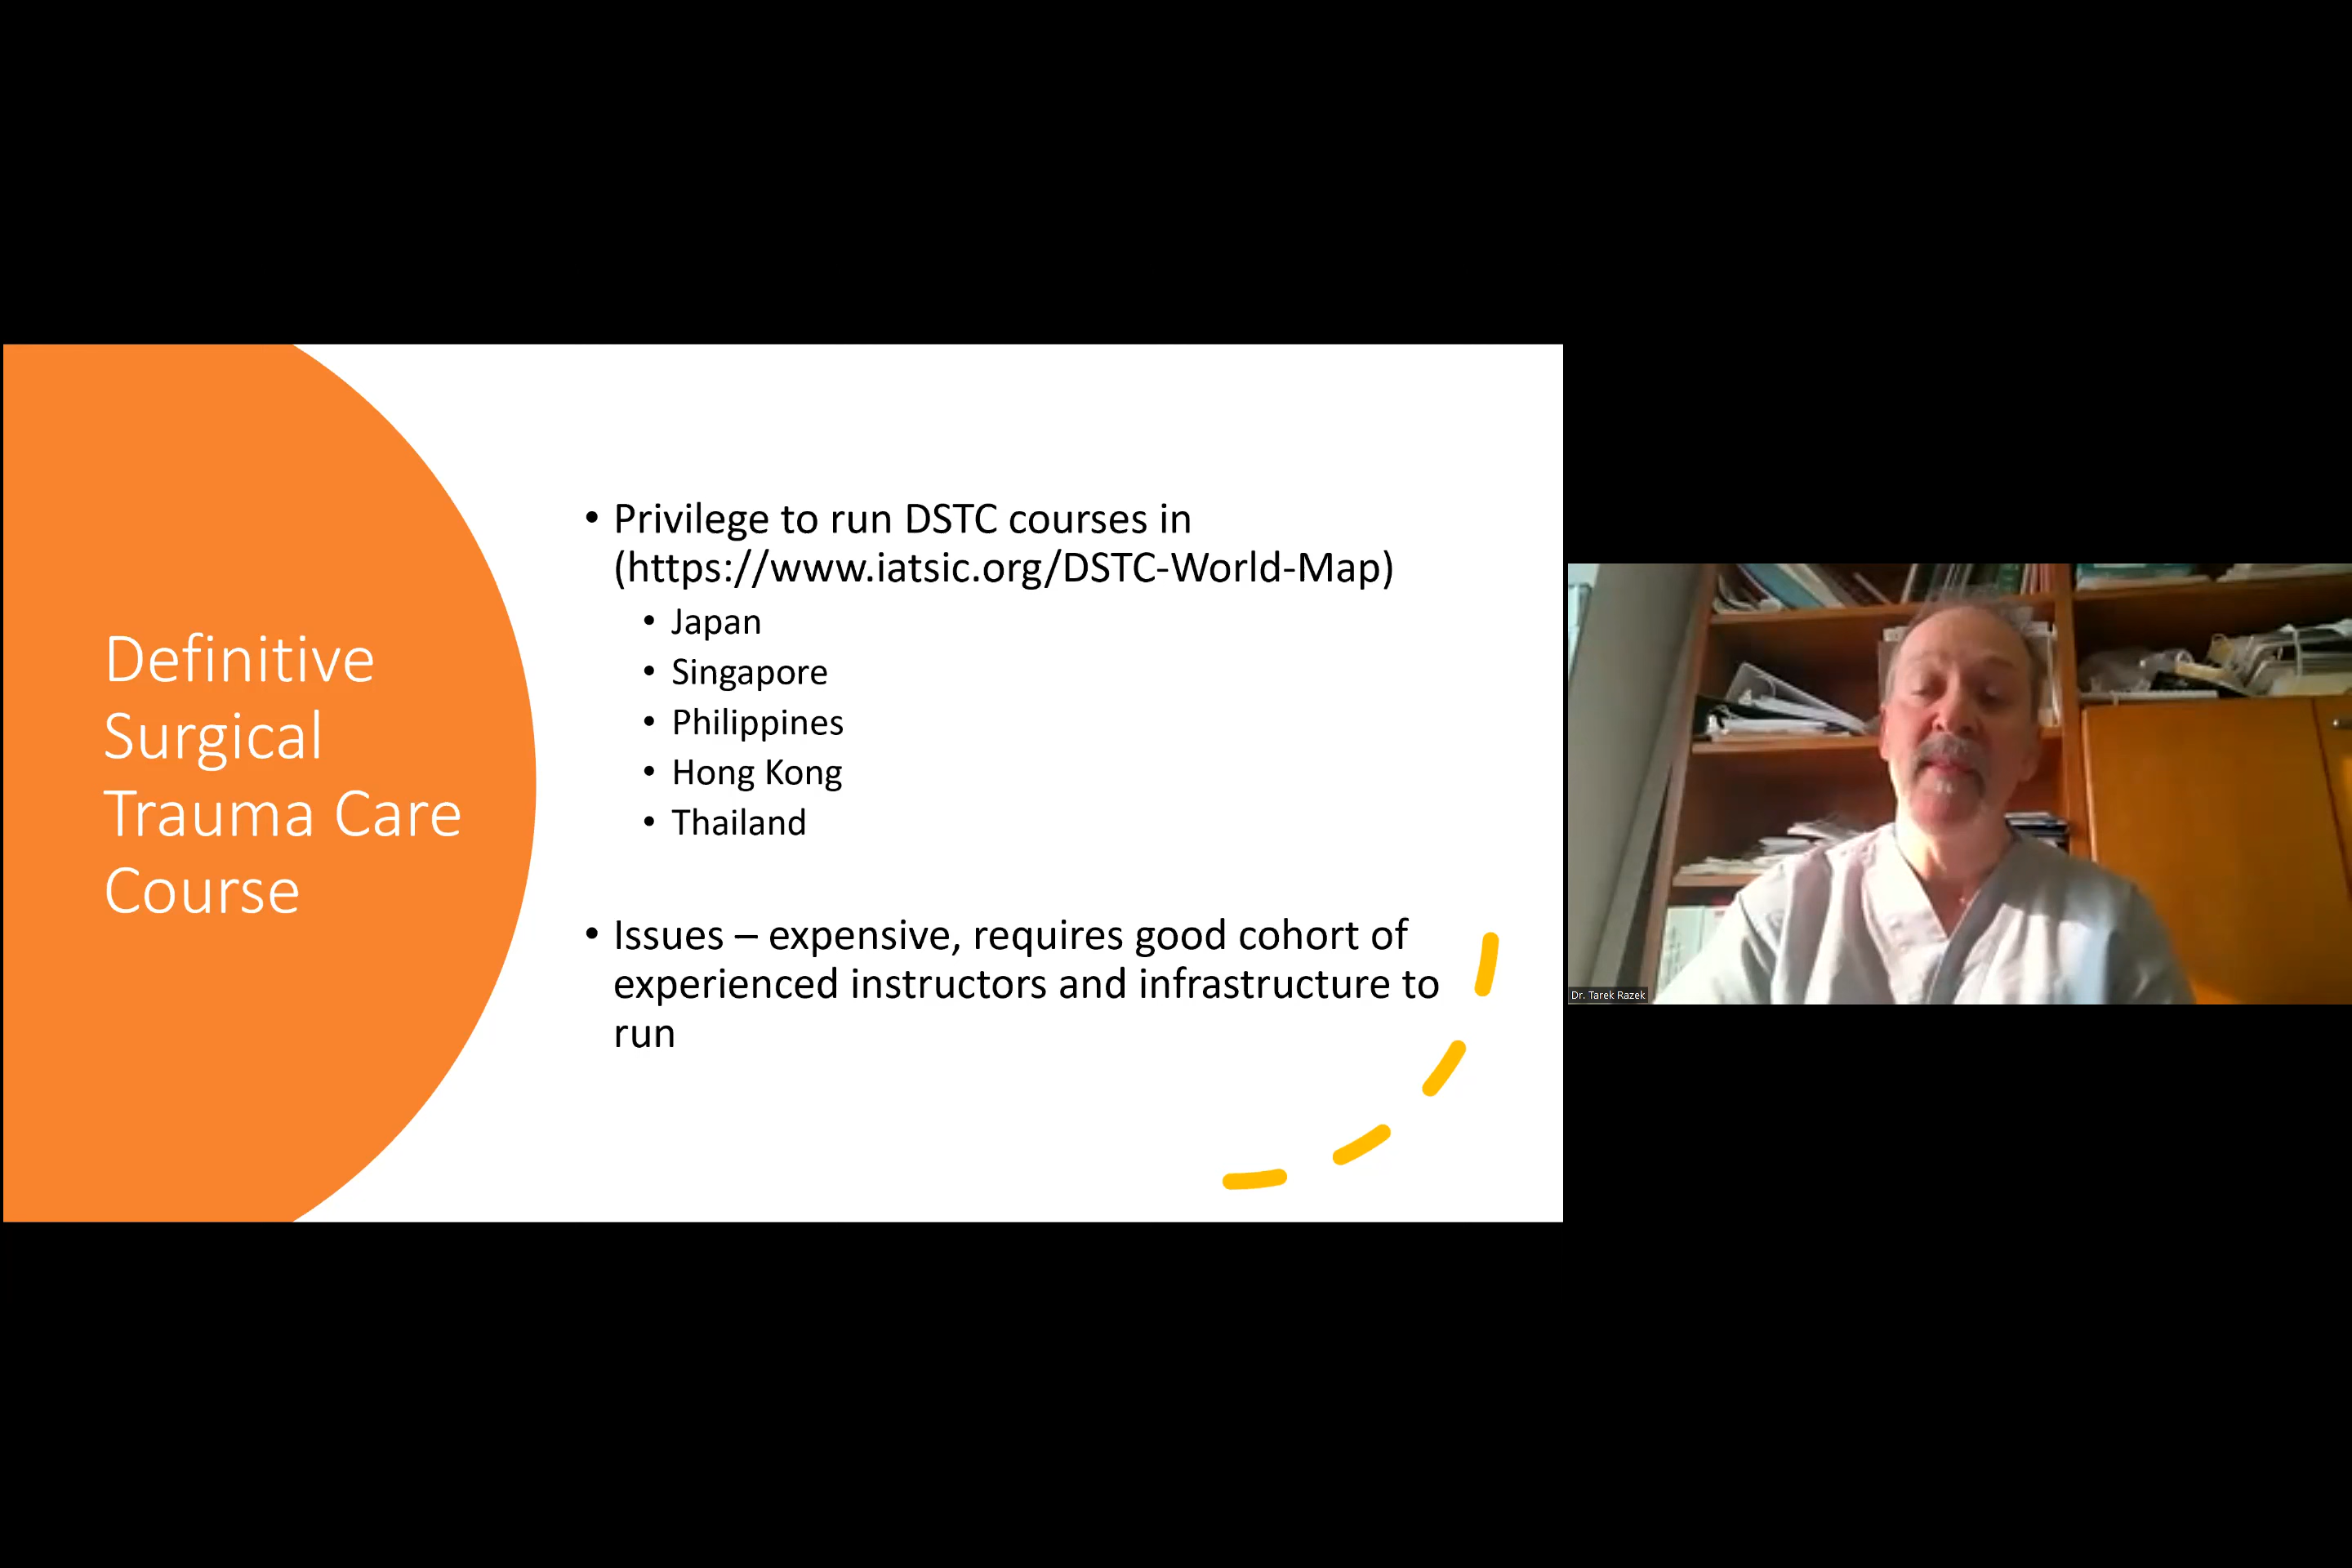 Definitive
Surgical
Trauma Care
Course
• Privilege to run DSTC courses in
(https://www.iatsic.org/DSTC-World-Map)
• Japan
• Singapore
• Philippines
• Hong Kong
• Thailand
• Issues – expensive, requires good cohort of
experienced instructors and infrastructure to
run
Dr. Tarek Razek